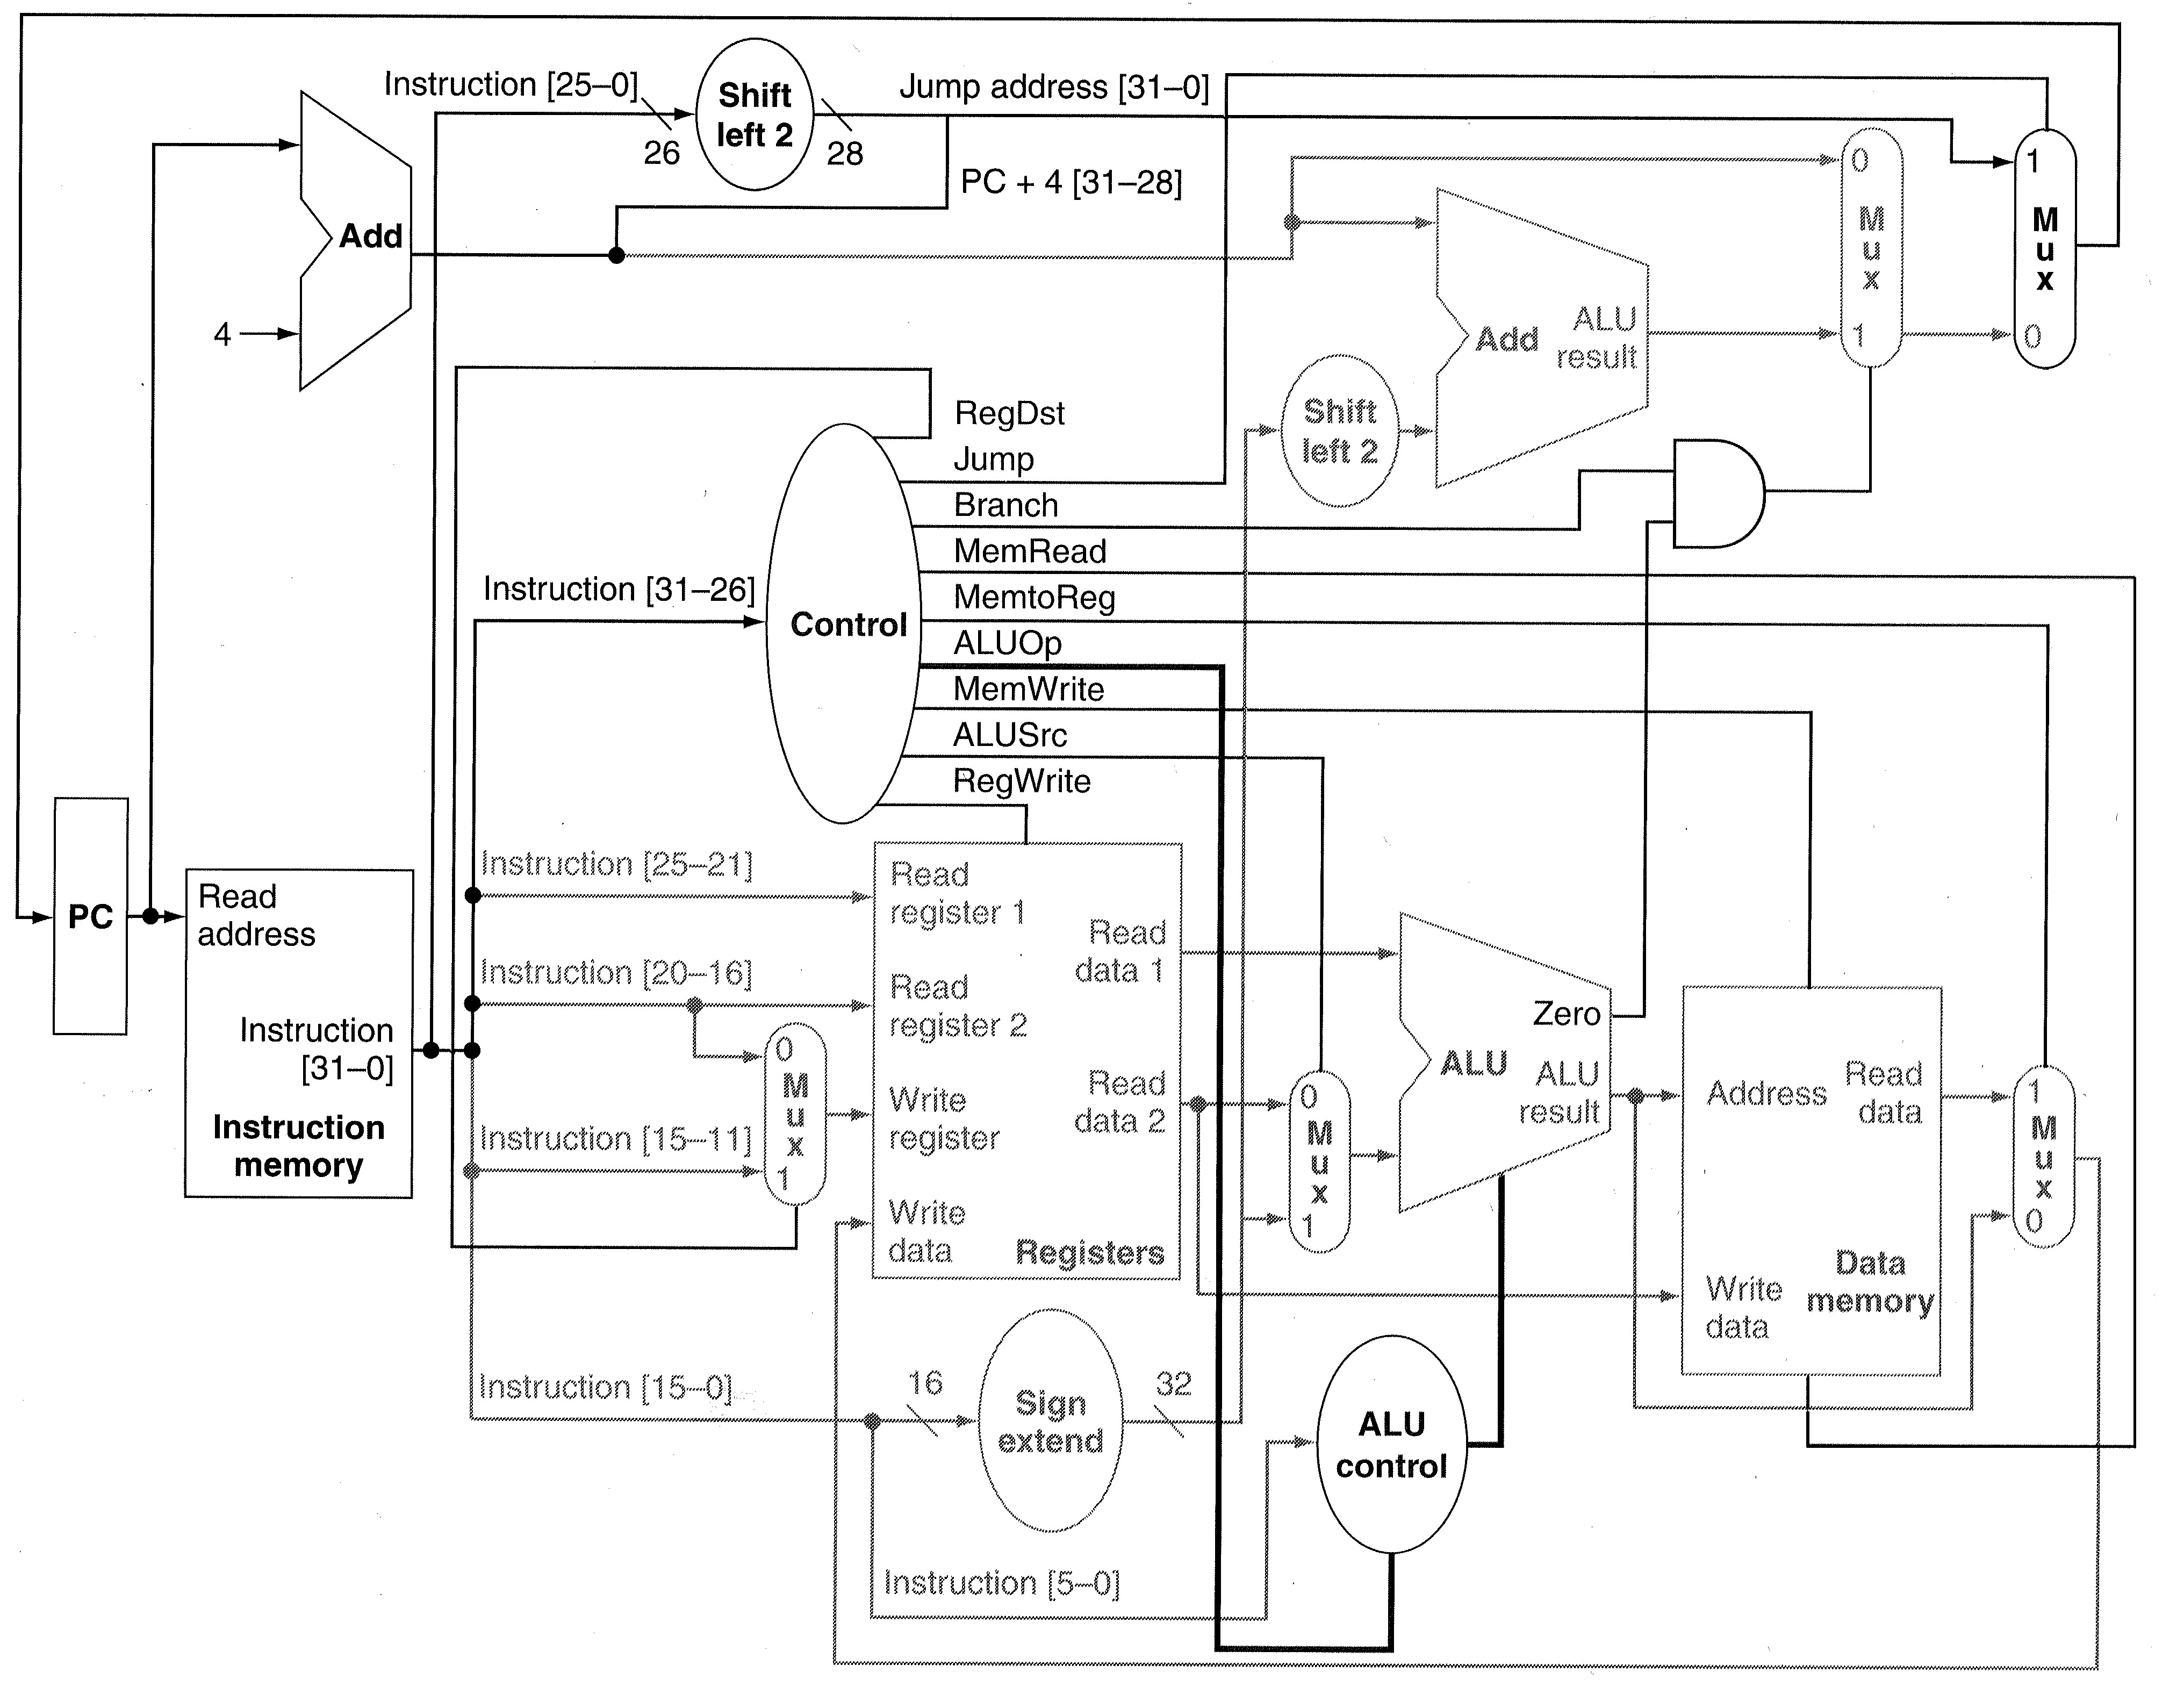 Instruction [25–0]
26
Shift
left 2
28
Jump address [31–0]
PC + 4 [31–28]
Add
4
0
M
u
x
1
1
M
u
x
0
Add
ALU
result
Shift
left 2
RegDst
Jump
Branch
MemRead
MemtoReg
ALUOp
MemWrite
ALUSrc
RegWrite
Instruction [31–26]
Control
PC
Read
address
Instruction
[31–0]
Instruction
memory
Instruction [25–21]
Instruction [20–16]
Instruction [15–11]
0
M
u
x
1
Read
register 1
Read
register 2
Write
register
Write
data
Read
data 1
Read
data 2
Registers
0
M
u
x
1
Zero
ALU
ALU
result
Address
Read
data
Write
data
Data
memory
1
M
u
x
0
Instruction [15–0]
16
Sign
extend
32
ALU
control
Instruction [5–0]